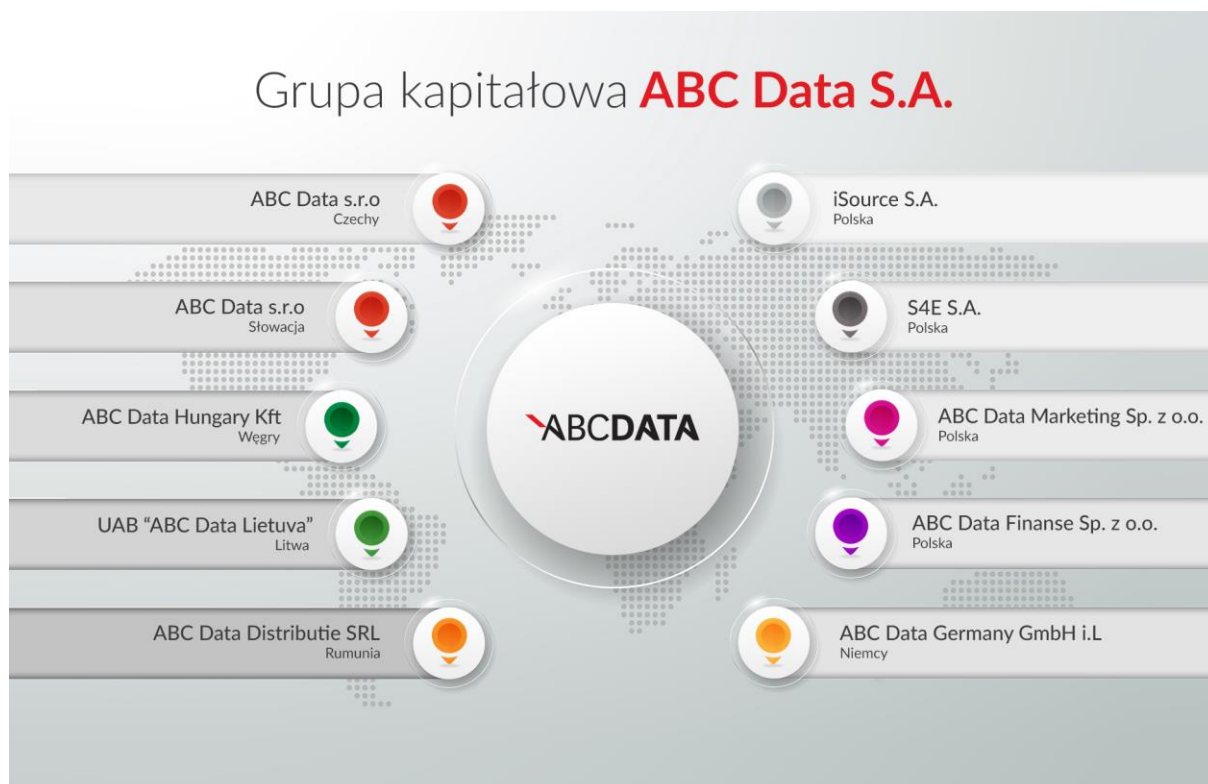 Grupa kapitałowa ABC Data S.A.
ABC Data s.r.o
Czechy
ABC Data s.r.o
Słowacja
ABC Data Hungary Kft
Węgry
UAB “ABC Data Lietuva”
Litwa
ABC Data Distributie SRL
Rumunia
ABCDATA
iSource S.A.
Polska
S4E S.A.
Polska
ABC Data Marketing Sp. z o.o.
Polska
ABC Data Finanse Sp. z o.o.
Polska
ABC Data Germany GmbH i.L
Niemcy